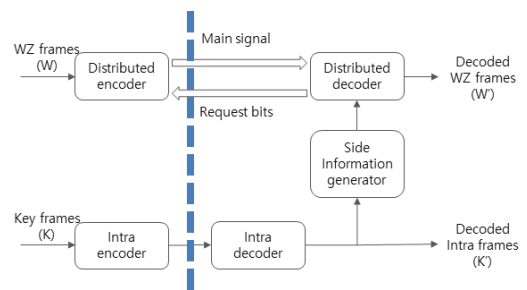 WZ frames
(W)
Distributed
encoder
Main signal
Request bits
Distributed
decoder
Decoded
WZ frames
(W')
Side
Information
generator
Key frames
(K)
Intra
encoder
Intra
decoder
Decoded
Intra frames
(K')